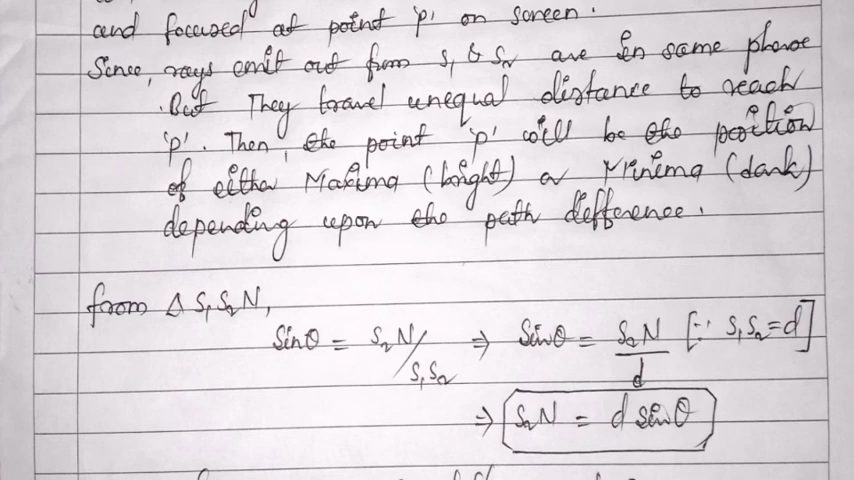 and focused at point 'p' on screen.
Since, rays emit out from S₁ & S₂ are in same phase
But They travel unequal distance to reach
'p'. Then, the point 'p' will be the position
of either Maxima (bright) or Minima (dark)
depending upon the path difference.
from Δ S₁S₂N,
Sinθ = S₂N/S₁S₂ ⇒ Sinθ = S₂N/d [∵ S₁S₂=d]
⇒ S₂N = d sinθ